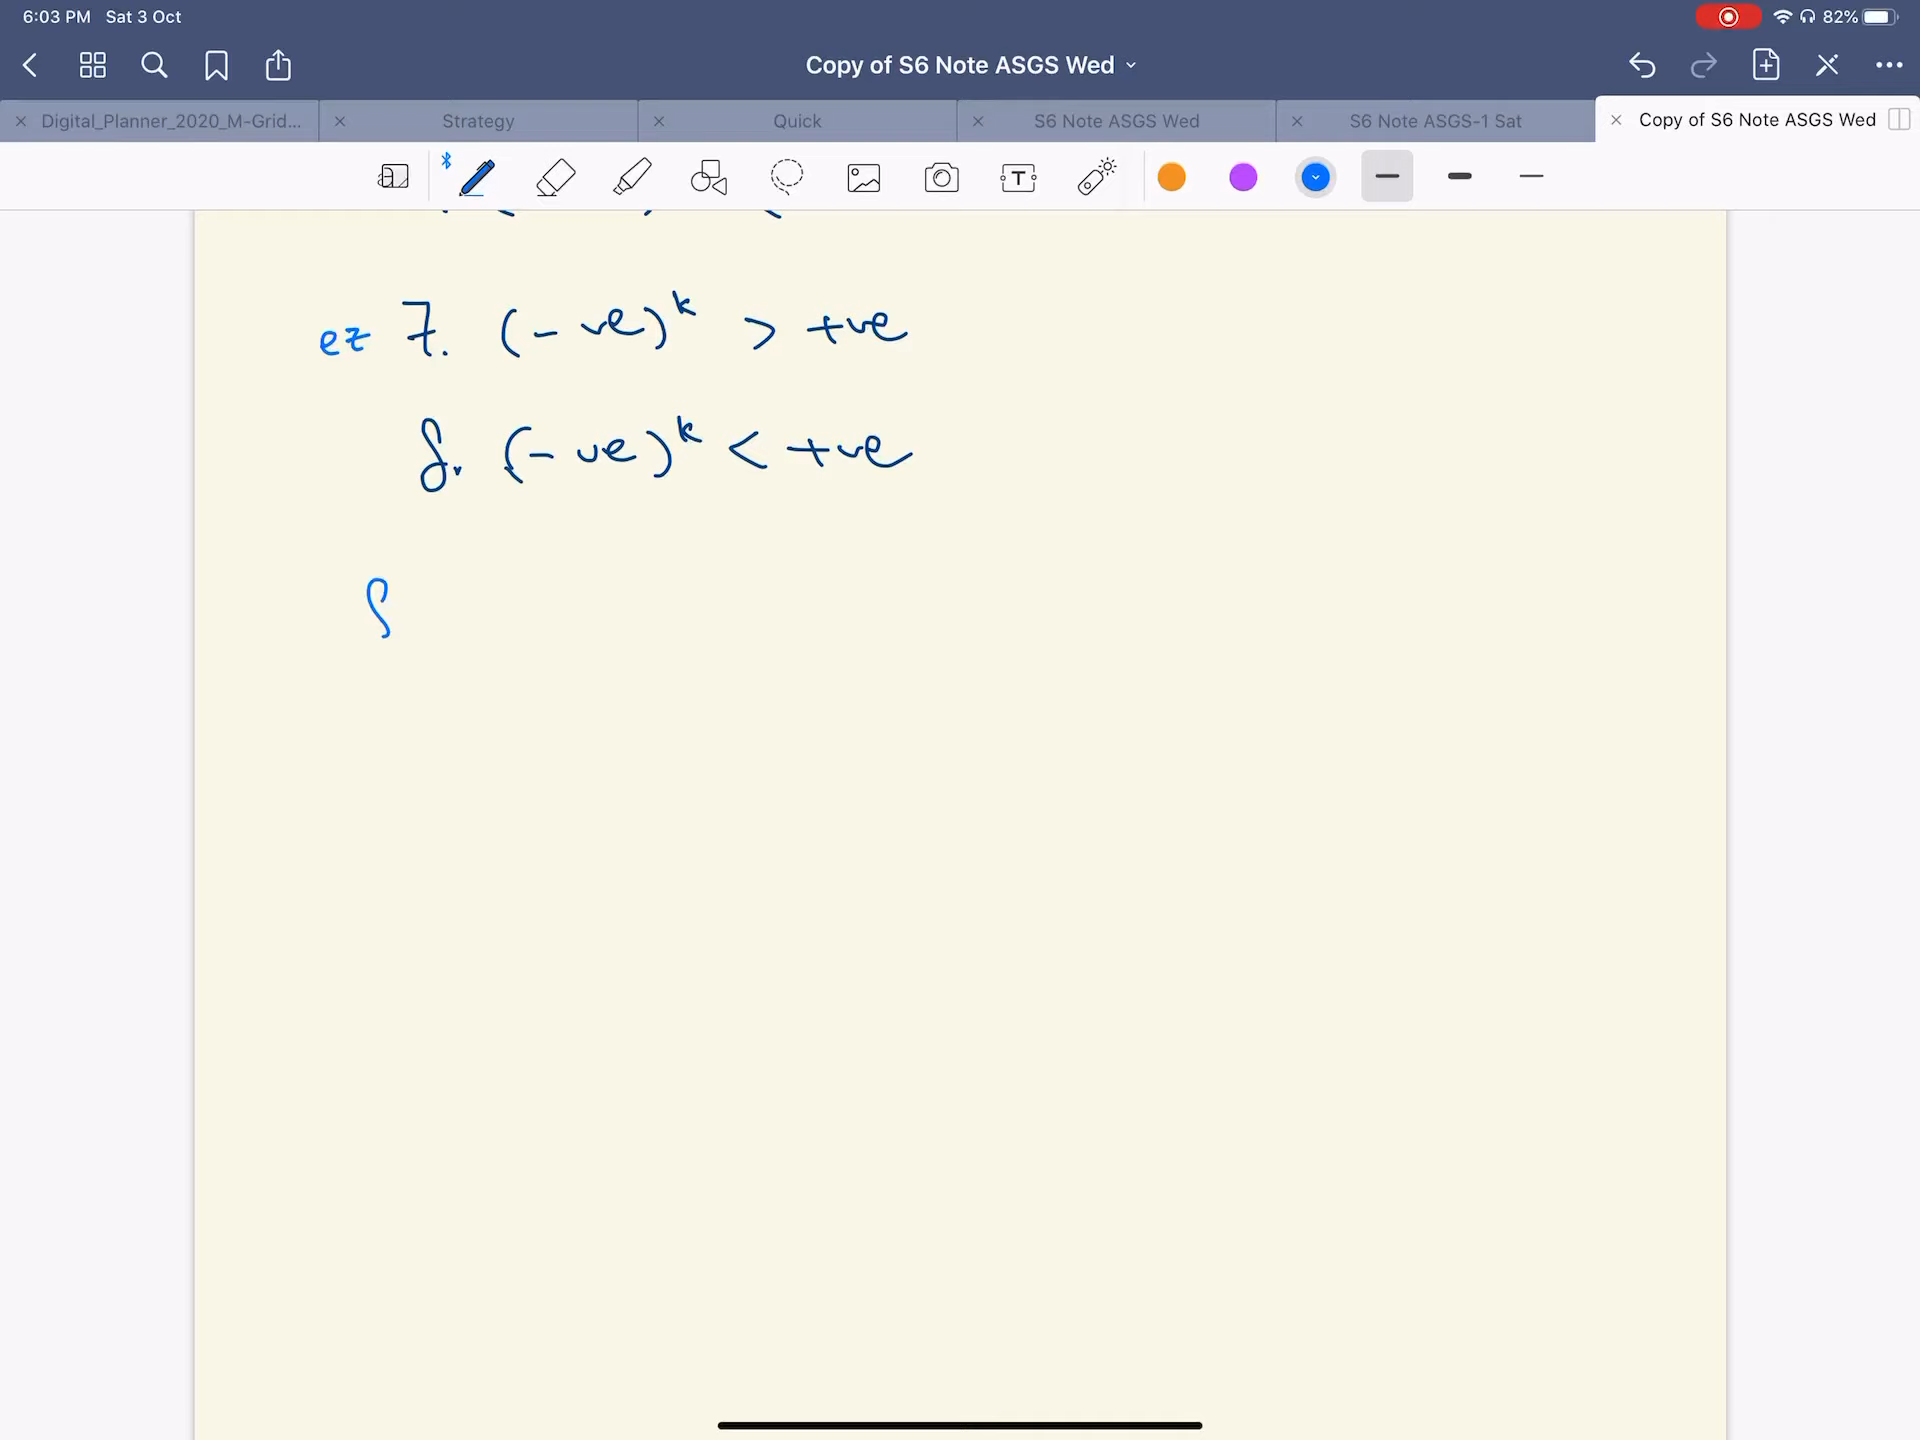 6:03 PM Sat 3 Oct 82%
Copy of S6 Note ASGS Wed
Digital_Planner_2020_M-Grid... Strategy Quick S6 Note ASGS Wed S6 Note ASGS-1 Sat Copy of S6 Note ASGS Wed
ez 7. (-ve)^k > +ve
8. (-ve)^k < +ve